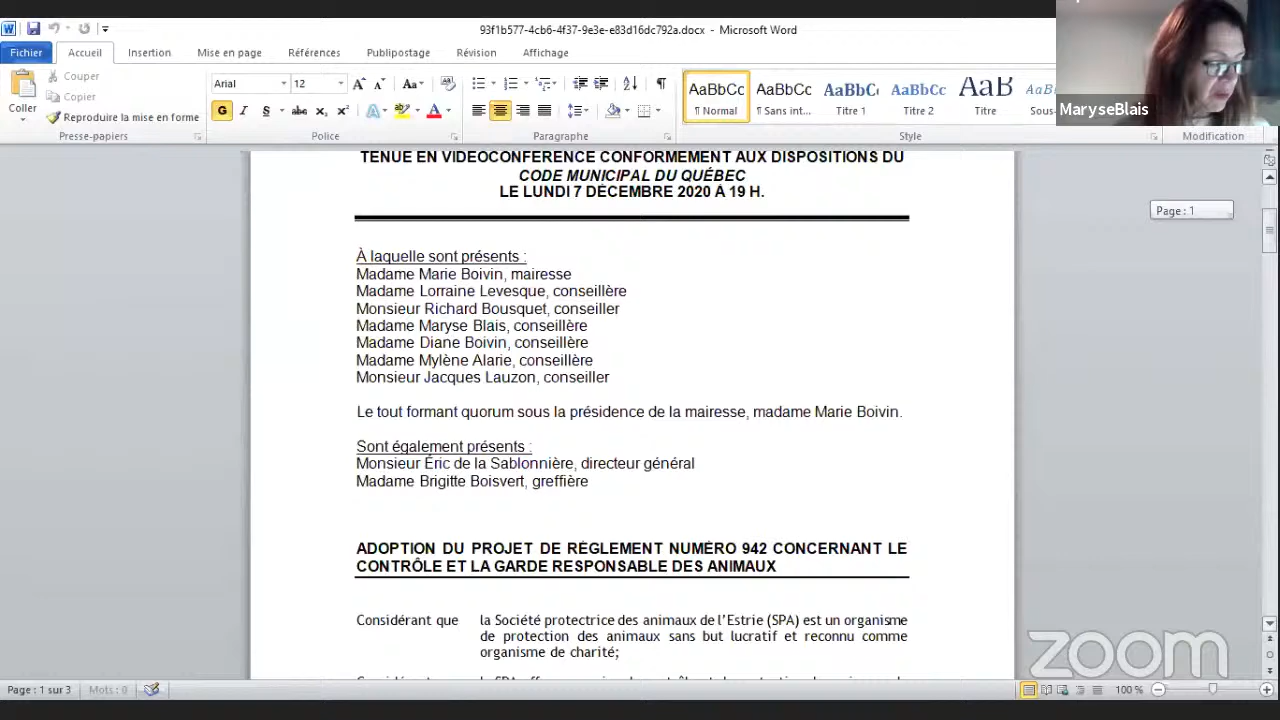 93f1b577-4cb6-4f37-9e3e-e83d16dc792a.docx - Microsoft Word
Fichier Accueil Insertion Mise en page Références Publipostage Révision Affichage
Coller
Couper
Copier
Reproduire la mise en forme
Presse-papiers
Arial 12
Aa
G I S abc x₂ x² A ab A
Police
Paragraphe
AaBbCc AaBbCc AaBbC AaBbCc AaB AaBb
¶ Normal ¶ Sans int... Titre 1 Titre 2 Titre Sous-
Style
Modification
MaryseBlais
TENUE EN VIDÉOCONFÉRENCE CONFORMÉMENT AUX DISPOSITIONS DU
CODE MUNICIPAL DU QUÉBEC
LE LUNDI 7 DÉCEMBRE 2020 À 19 H.
Page : 1
À laquelle sont présents :
Madame Marie Boivin, mairesse
Madame Lorraine Levesque, conseillère
Monsieur Richard Bousquet, conseiller
Madame Maryse Blais, conseillère
Madame Diane Boivin, conseillère
Madame Mylène Alarie, conseillère
Monsieur Jacques Lauzon, conseiller
Le tout formant quorum sous la présidence de la mairesse, madame Marie Boivin.
Sont également présents :
Monsieur Éric de la Sablonnière, directeur général
Madame Brigitte Boisvert, greffière
ADOPTION DU PROJET DE RÈGLEMENT NUMÉRO 942 CONCERNANT LE
CONTRÔLE ET LA GARDE RESPONSABLE DES ANIMAUX
Considérant que la Société protectrice des animaux de l'Estrie (SPA) est un organisme
de protection des animaux sans but lucratif et reconnu comme
organisme de charité;
zoom
Page : 1 sur 3 Mots : 0 100 %